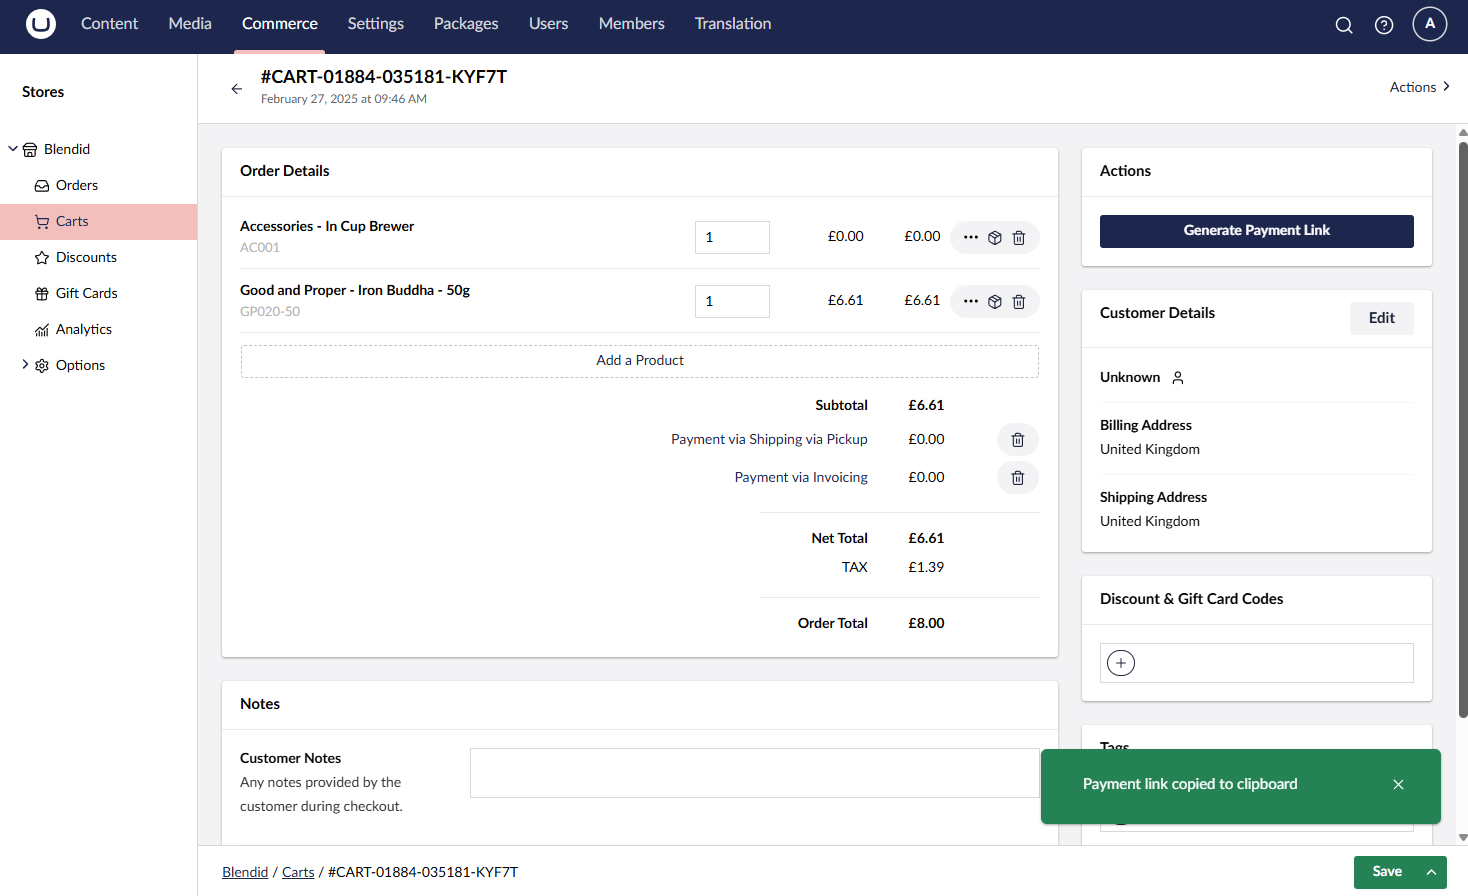 Content Media Commerce Settings Packages Users Members Translation A
Stores
Blendid
Orders
Carts
Discounts
Gift Cards
Analytics
Options
#CART-01884-035181-KYF7T
February 27, 2025 at 09:46 AM
Actions
Order Details
Accessories - In Cup Brewer
AC001
1 £0.00 £0.00
Good and Proper - Iron Buddha - 50g
GP020-50
1 £6.61 £6.61
Add a Product
Subtotal £6.61
Payment via Shipping via Pickup £0.00
Payment via Invoicing £0.00
Net Total £6.61
TAX £1.39
Order Total £8.00
Notes
Customer Notes
Any notes provided by the
customer during checkout.
Actions
Generate Payment Link
Customer Details
Edit
Unknown
Billing Address
United Kingdom
Shipping Address
United Kingdom
Discount & Gift Card Codes
Tags
Payment link copied to clipboard
Blendid / Carts / #CART-01884-035181-KYF7T
Save